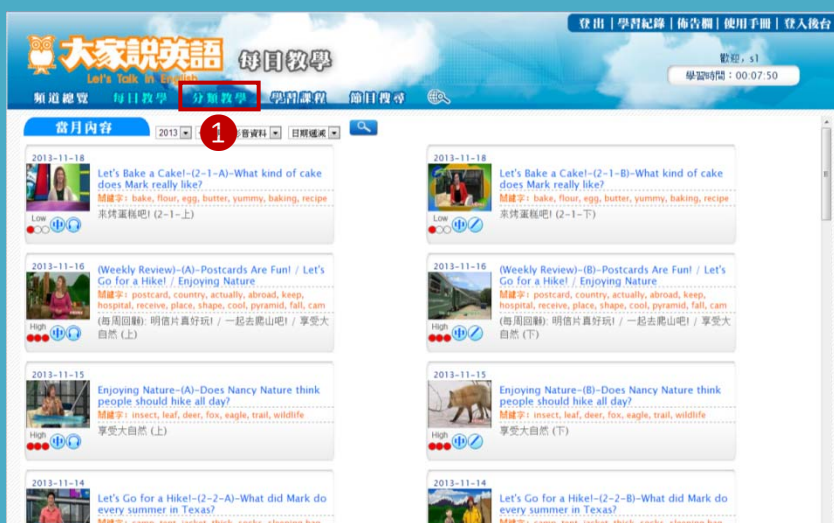 登出 | 學習紀錄 | 佈告欄 | 使用手冊 | 登入後台
大家說英語 每日教學
Let's Talk in English
歡迎, s1
學習時間：00:07:50
頻道總覽 每日教學 分類教學 學習課程 節目搜尋
當月內容 2013 1 影音資料 日期遞減
2013-11-18
Let's Bake a Cake!-(2-1-A)-What kind of cake
does Mark really like?
關鍵字: bake, flour, egg, butter, yummy, baking, recipe
來烤蛋糕吧! (2-1-上)
Low 中
2013-11-18
Let's Bake a Cake!-(2-1-B)-What kind of cake
does Mark really like?
關鍵字: bake, flour, egg, butter, yummy, baking, recipe
來烤蛋糕吧! (2-1-下)
Low 中
2013-11-16
(Weekly Review)-(A)-Postcards Are Fun! / Let's
Go for a Hike! / Enjoying Nature
關鍵字: postcard, country, actually, abroad, keep,
hospital, receive, place, shape, cool, pyramid, fall, cam
(每周回顧): 明信片真好玩! / 一起去爬山吧! / 享受大
自然 (上)
High 中
2013-11-16
(Weekly Review)-(B)-Postcards Are Fun! / Let's
Go for a Hike! / Enjoying Nature
關鍵字: postcard, country, actually, abroad, keep,
hospital, receive, place, shape, cool, pyramid, fall, cam
(每周回顧): 明信片真好玩! / 一起去爬山吧! / 享受大
自然 (下)
High 中
2013-11-15
Enjoying Nature-(A)-Does Nancy Nature think
people should hike all day?
關鍵字: insect, leaf, deer, fox, eagle, trail, wildlife
享受大自然 (上)
High 中
2013-11-15
Enjoying Nature-(B)-Does Nancy Nature think
people should hike all day?
關鍵字: insect, leaf, deer, fox, eagle, trail, wildlife
享受大自然 (下)
High 中
2013-11-14
Let's Go for a Hike!-(2-2-A)-What did Mark do
every summer in Texas?
2013-11-14
Let's Go for a Hike!-(2-2-B)-What did Mark do
every summer in Texas?